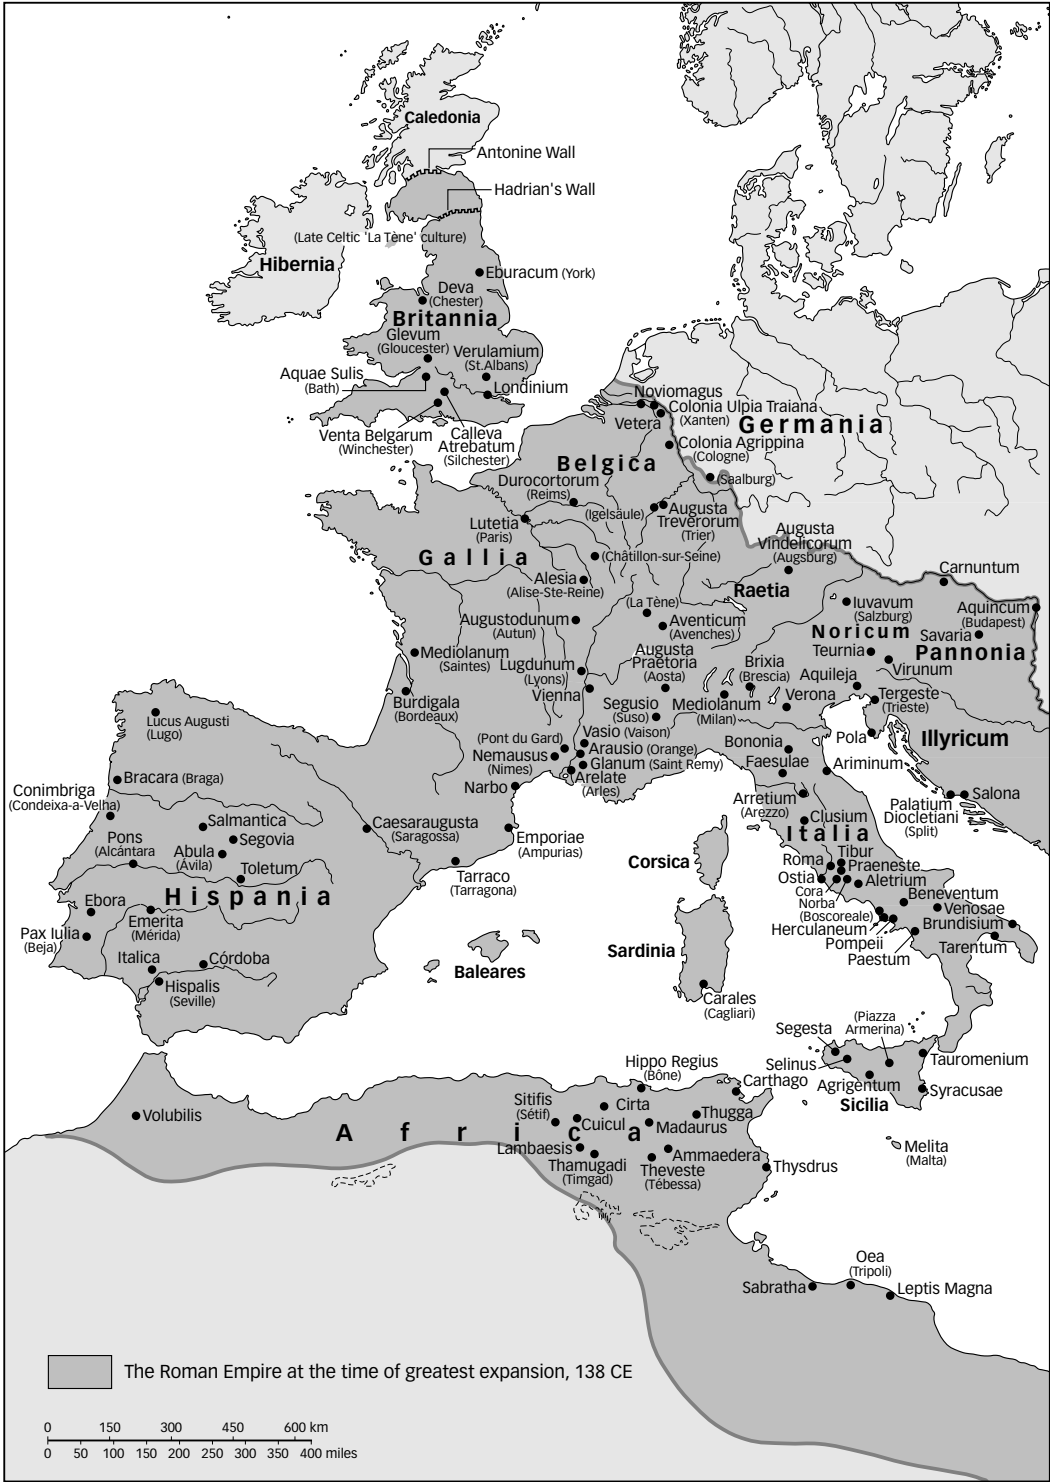 Caledonia
Antonine Wall
Hadrian's Wall
(Late Celtic 'La Tène' culture)
Hibernia
Eburacum (York)
Deva
(Chester)
Britannia
Glevum
(Gloucester)
Verulamium
(St.Albans)
Aquae Sulis
(Bath)
Londinium
Venta Belgarum
(Winchester)
Calleva
Atrebatum
(Silchester)
Noviomagus
Colonia Ulpia Traiana
(Xanten)
Vetera
Germania
Colonia Agrippina
(Cologne)
Belgica
(Saalburg)
Durocortorum
(Reims)
(Igelsäule)
Augusta
Treverorum
(Trier)
Lutetia
(Paris)
Augusta
Vindelicorum
(Augsburg)
Gallia
(Châtillon-sur-Seine)
Carnuntum
Alesia
(Alise-Ste-Reine)
Raetia
(La Tène)
Iuvavum
(Salzburg)
Aquincum
(Budapest)
Augustodunum
(Autun)
Aventicum
(Avenches)
Noricum
Savaria
Pannonia
Mediolanum
(Saintes)
Augusta
Praetoria
(Aosta)
Teurnia
Virunum
Lugdunum
(Lyons)
Brixia
(Brescia)
Aquileja
Vienna
Burdigala
(Bordeaux)
Segusio
(Suso)
Mediolanum
(Milan)
Verona
Tergeste
(Trieste)
Lucus Augusti
(Lugo)
(Pont du Gard)
Vasio (Vaison)
Bononia
Pola
Illyricum
Nemausus
(Nimes)
Arausio (Orange)
Glanum (Saint Remy)
Faesulae
Ariminum
Bracara (Braga)
Arelate
(Arles)
Narbo
Conimbriga
(Condeixa-a-Velha)
Arretium
(Arezzo)
Salona
Palatium
Diocletiani
(Split)
Salmantica
Caesaraugusta
(Saragossa)
Emporiae
(Ampurias)
Clusium
Italia
Pons
(Alcántara
Segovia
Abula
(Ávila)
Corsica
Tibur
Roma
Praeneste
Toletum
Tarraco
(Tarragona)
Ostia
Aletrium
Cora
Norba
Beneventum
Hispania
Ebora
Venosae
(Boscoreale)
Emerita
(Mérida)
Herculaneum
Brundisium
Pax Iulia
(Beja)
Pompeii
Tarentum
Paestum
Sardinia
Italica
Córdoba
Baleares
Hispalis
(Seville)
Carales
(Cagliari)
Segesta
(Piazza
Armerina)
Selinus
Tauromenium
Hippo Regius
(Bône)
Carthago
Agrigentum
Syracusae
Sicilia
Volubilis
Sitifis
(Sétif)
Cirta
Thugga
Cuicul
Madaurus
Africa
Lambaesis
Ammaedera
Melita
(Malta)
Thamugadi
(Timgad)
Theveste
(Tébessa)
Thysdrus
Oea
(Tripoli)
Sabratha
Leptis Magna
The Roman Empire at the time of greatest expansion, 138 CE
0 150 300 450 600 km
0 50 100 150 200 250 300 350 400 miles